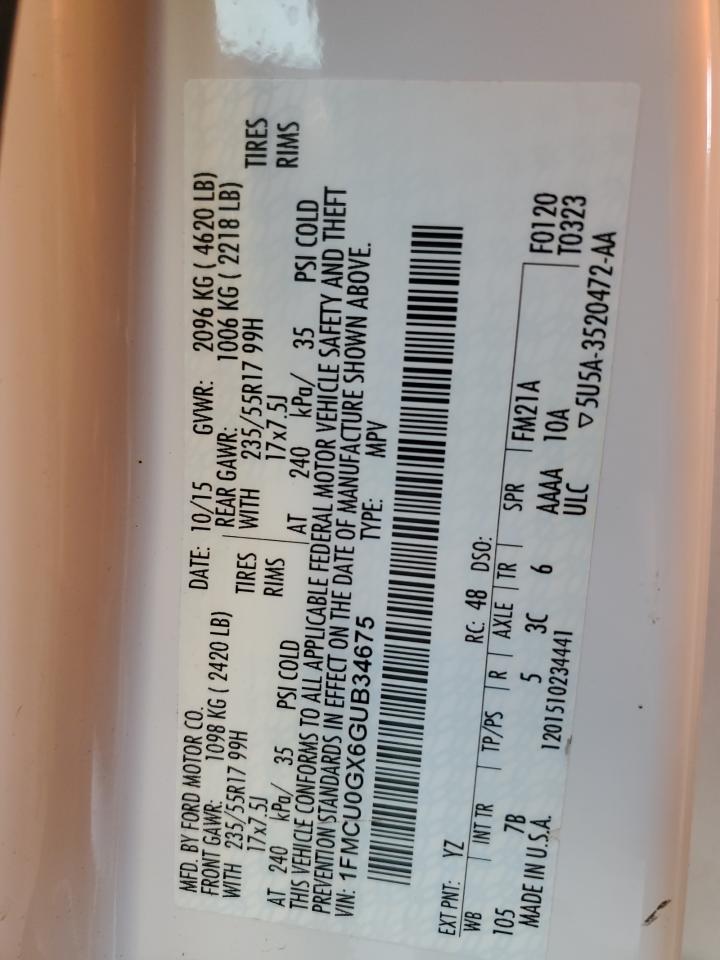 MFD. BY FORD MOTOR CO.
DATE: 10/15 GVWR: 2096 KG ( 4620 LB)
FRONT GAWR: 1098 KG ( 2420 LB) REAR GAWR: 1006 KG ( 2218 LB)
WITH 235/55R17 99H TIRES WITH 235/55R17 99H TIRES
17x7.5J RIMS 17x7.5J RIMS
AT 240 kPa/ 35 PSI COLD AT 240 kPa/ 35 PSI COLD
THIS VEHICLE CONFORMS TO ALL APPLICABLE FEDERAL MOTOR VEHICLE SAFETY AND THEFT
PREVENTION STANDARDS IN EFFECT ON THE DATE OF MANUFACTURE SHOWN ABOVE.
VIN: 1FMCU0GX6GUB34675 TYPE: MPV
EXT PNT: YZ RC: 48 DSO:
WB INT TR TP/PS R AXLE TR SPR FM21A F0120
105 7B 5 3C 6 AAAA 10A T0323
MADE IN U.S.A. 1201510234441 ULC ▽5U5A-3520472-AA